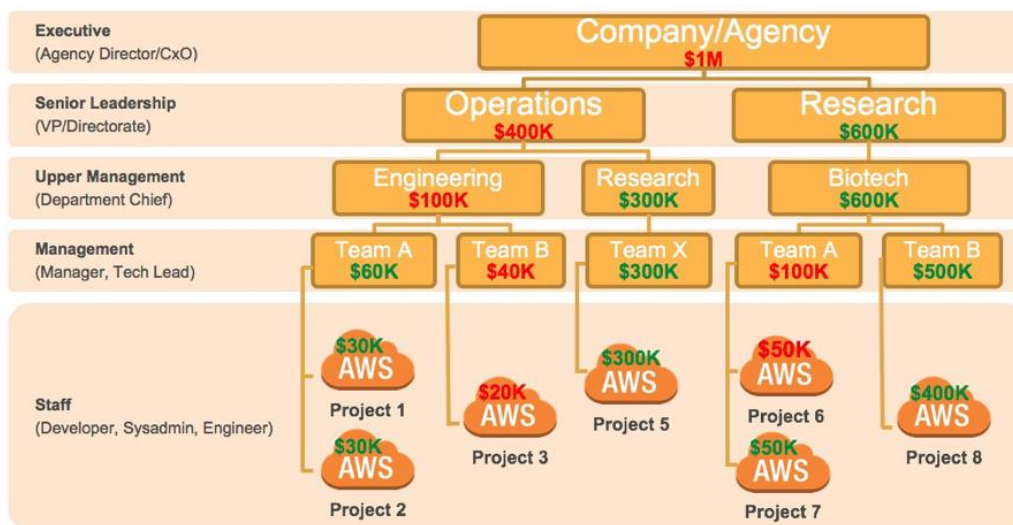 Executive
(Agency Director/CxO)
Company/Agency
$1M
Senior Leadership
(VP/Directorate)
Operations
$400K
Research
$600K
Upper Management
(Department Chief)
Engineering
$100K
Research
$300K
Biotech
$600K
Management
(Manager, Tech Lead)
Team A
$60K
Team B
$40K
Team X
$300K
Team A
$100K
Team B
$500K
Staff
(Developer, Sysadmin, Engineer)
$30K
AWS
Project 1
$30K
AWS
Project 2
$20K
AWS
Project 3
$300K
AWS
Project 5
$50K
AWS
Project 6
$50K
AWS
Project 7
$400K
AWS
Project 8